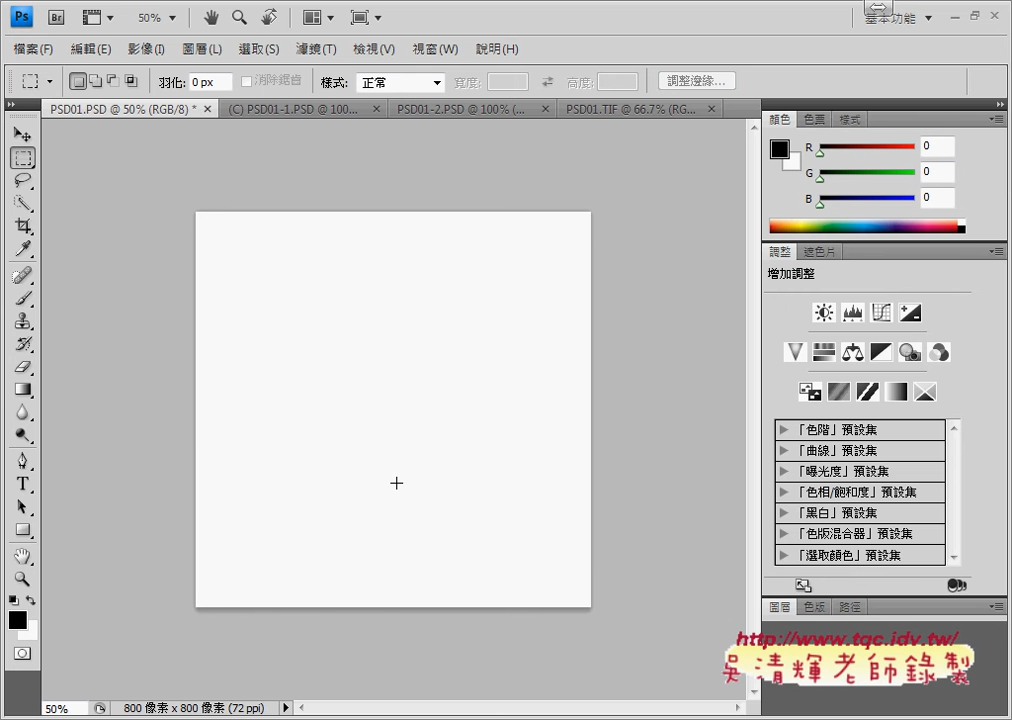 Ps Br 50% 基本功能
檔案(F) 編輯(E) 影像(I) 圖層(L) 選取(S) 濾鏡(T) 檢視(V) 視窗(W) 說明(H)
羽化: 0 px 消除鋸齒 樣式: 正常 寬度: 高度: 調整邊緣...
PSD01.PSD @ 50% (RGB/8) * × (C) PSD01-1.PSD @ 100... × PSD01-2.PSD @ 100% (... × PSD01.TIF @ 66.7% (RG... ×
顏色 色票 樣式
R 0
G 0
B 0
調整 遮色片
增加調整
「色階」預設集
「曲線」預設集
「曝光度」預設集
「色相/飽和度」預設集
「黑白」預設集
「色版混合器」預設集
「選取顏色」預設集
圖層 色版 路徑
http://www.tqc.idv.tw/
吳清輝老師錄製
50% 800 像素 x 800 像素 (72 ppi)